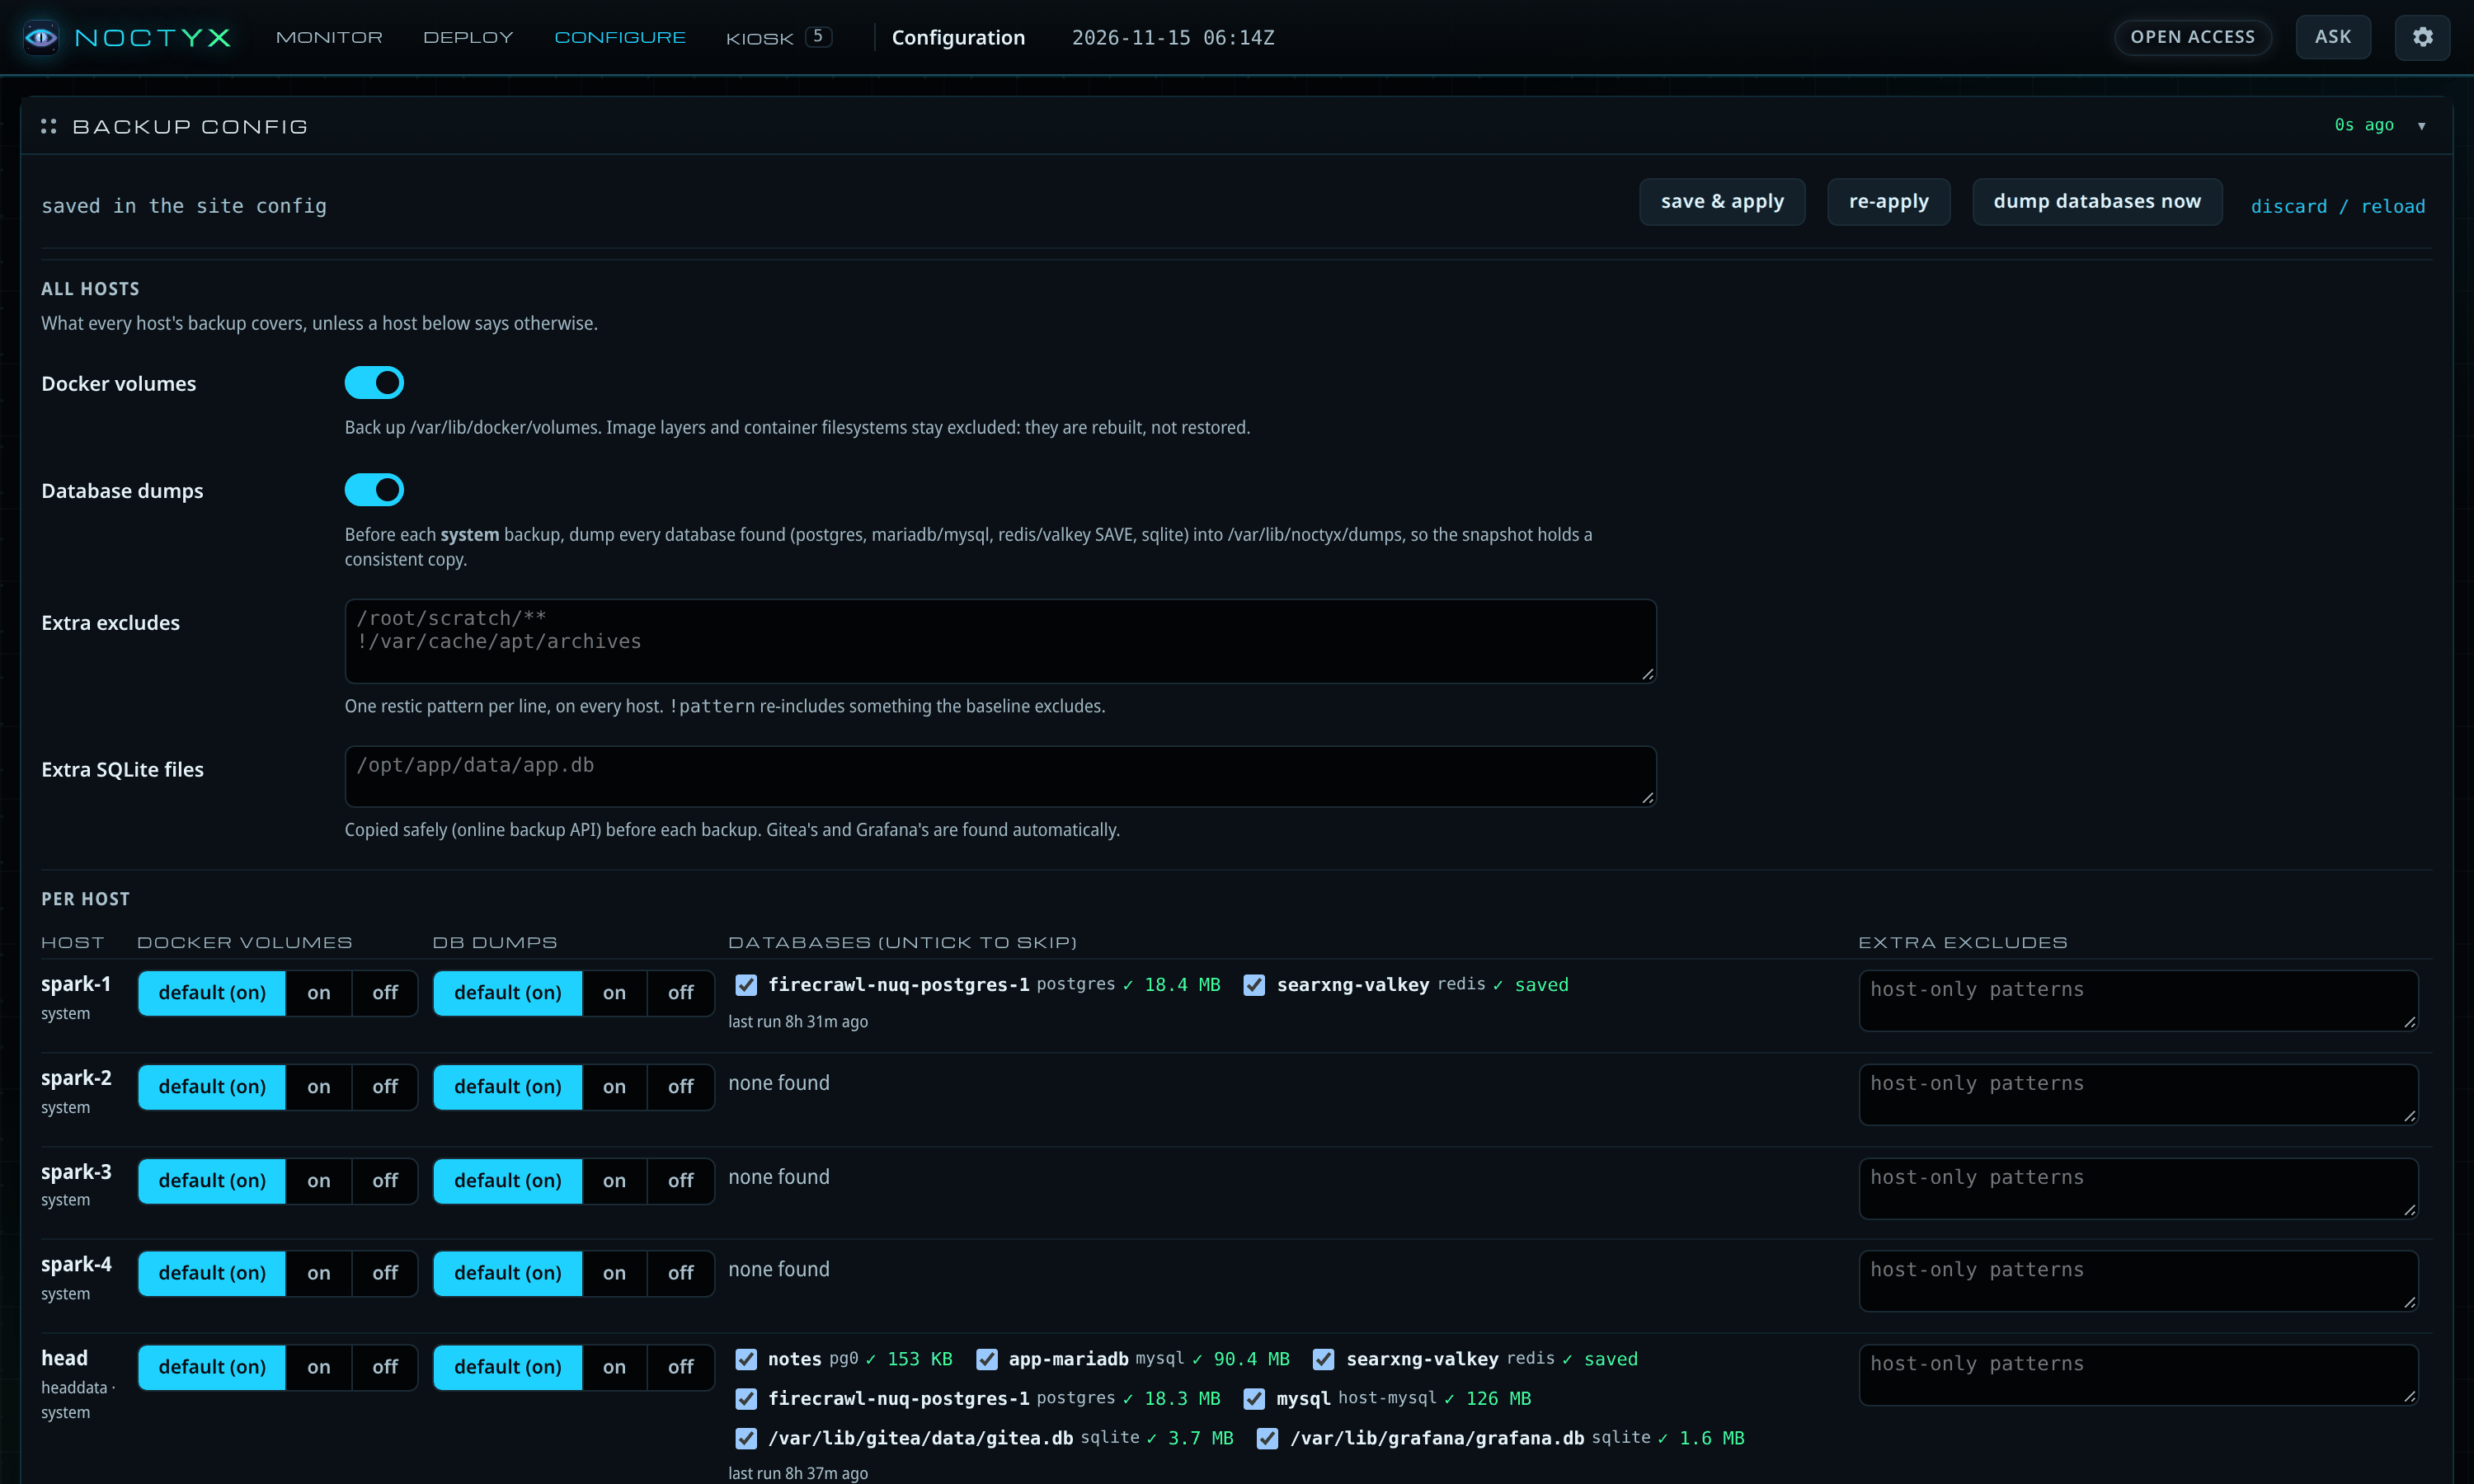 NOCTYX MONITOR DEPLOY CONFIGURE KIOSK 5 Configuration 2026-11-15 06:14Z OPEN ACCESS ASK
BACKUP CONFIG 0s ago ▾
saved in the site config save & apply re-apply dump databases now discard / reload
ALL HOSTS
What every host's backup covers, unless a host below says otherwise.
Docker volumes
Back up /var/lib/docker/volumes. Image layers and container filesystems stay excluded: they are rebuilt, not restored.
Database dumps
Before each system backup, dump every database found (postgres, mariadb/mysql, redis/valkey SAVE, sqlite) into /var/lib/noctyx/dumps, so the snapshot holds a
consistent copy.
Extra excludes
/root/scratch/**
!/var/cache/apt/archives
One restic pattern per line, on every host. !pattern re-includes something the baseline excludes.
Extra SQLite files
/opt/app/data/app.db
Copied safely (online backup API) before each backup. Gitea's and Grafana's are found automatically.
PER HOST
HOST DOCKER VOLUMES DB DUMPS DATABASES (UNTICK TO SKIP) EXTRA EXCLUDES
spark-1 default (on) on off default (on) on off firecrawl-nuq-postgres-1 postgres ✓ 18.4 MB searxng-valkey redis ✓ saved host-only patterns
system last run 8h 31m ago
spark-2 default (on) on off default (on) on off none found host-only patterns
system
spark-3 default (on) on off default (on) on off none found host-only patterns
system
spark-4 default (on) on off default (on) on off none found host-only patterns
system
head default (on) on off default (on) on off notes pg0 ✓ 153 KB app-mariadb mysql ✓ 90.4 MB searxng-valkey redis ✓ saved host-only patterns
headdata · firecrawl-nuq-postgres-1 postgres ✓ 18.3 MB mysql host-mysql ✓ 126 MB
system /var/lib/gitea/data/gitea.db sqlite ✓ 3.7 MB /var/lib/grafana/grafana.db sqlite ✓ 1.6 MB
last run 8h 37m ago